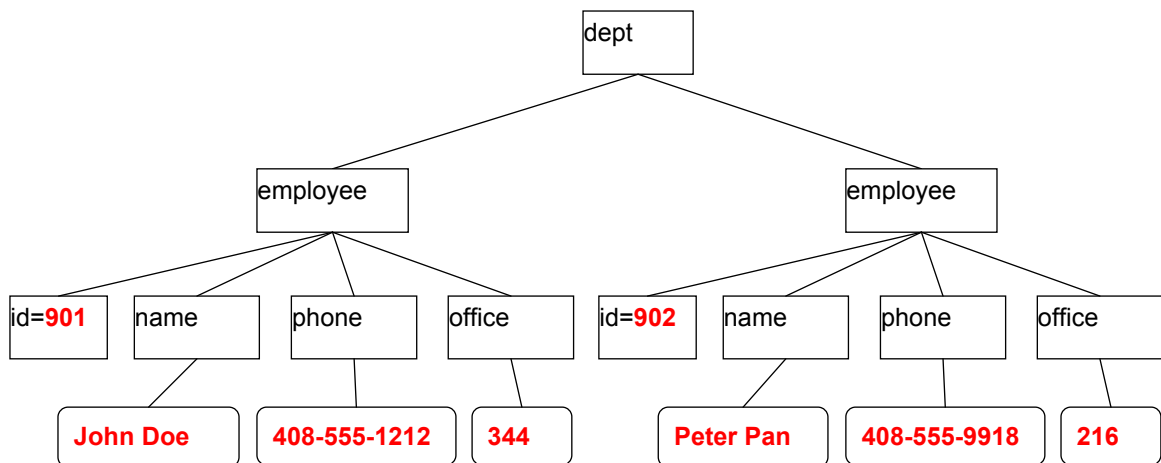 dept
employee employee
id=901 name phone office id=902 name phone office
John Doe 408-555-1212 344 Peter Pan 408-555-9918 216